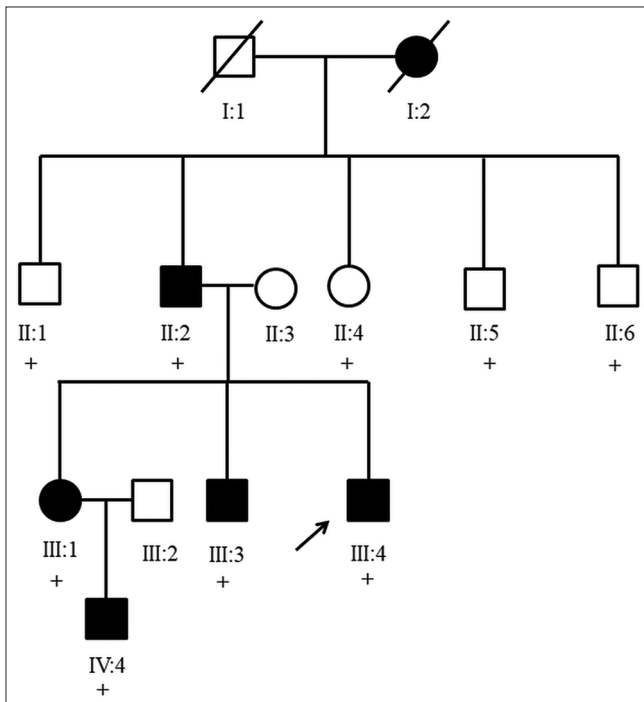 I:1 I:2
II:1 II:2 II:3 II:4 II:5 II:6
+ + + + +
III:1 III:2 III:3 III:4
+ + +
IV:4
+